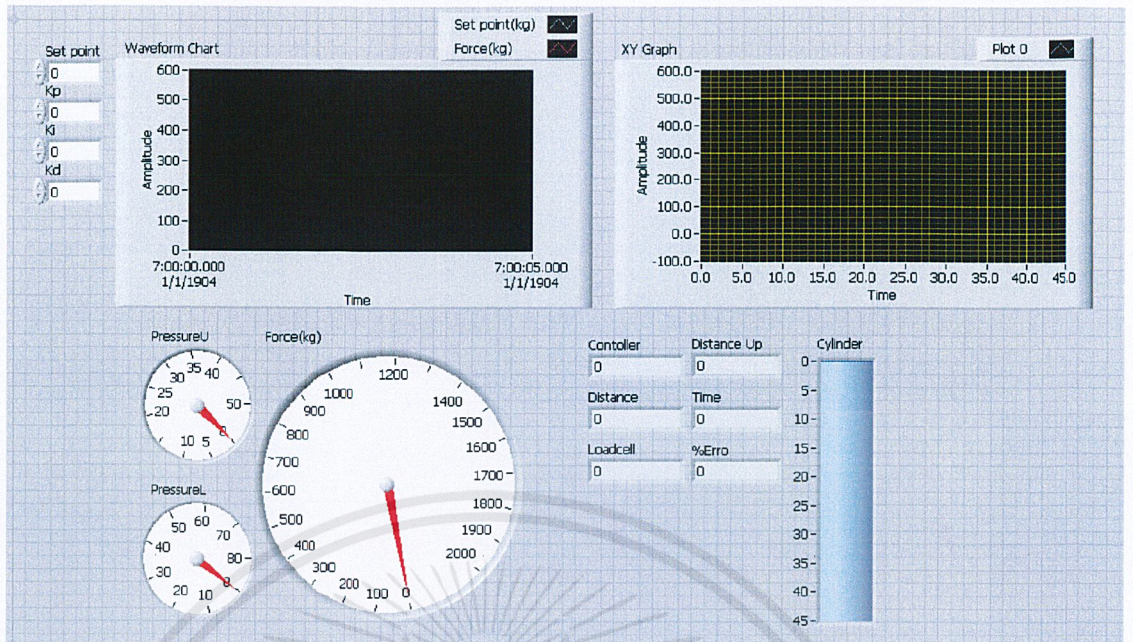 Set point(kg)
Force(kg)
Set point
0
Kp
0
Ki
0
Kd
0
Waveform Chart
600
500
400
300
200
100
0
Amplitude
7:00:00.000
1/1/1904
7:00:05.000
1/1/1904
Time
XY Graph
Plot 0
600.0
500.0
400.0
300.0
200.0
100.0
0.0
-100.0
Amplitude
0.0 5.0 10.0 15.0 20.0 25.0 30.0 35.0 40.0 45.0
Time
PressureU
0 5 10 20 25 30 35 40 50
PressureL
0 10 20 30 40 50 60 70 80
Force(kg)
0 100 200 300 400 500 600 700 800 900 1000 1200 1400 1500 1600 1700 1800 1900 2000
Contoller
0
Distance Up
0
Distance
0
Time
0
Loadcell
0
%Erro
0
Cylinder
0
5
10
15
20
25
30
35
40
45